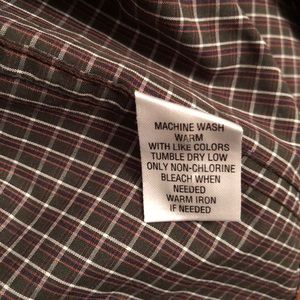 MACHINE WASH
WARM
WITH LIKE COLORS
TUMBLE DRY LOW
ONLY NON-CHLORINE
BLEACH WHEN
NEEDED
WARM IRON
IF NEEDED